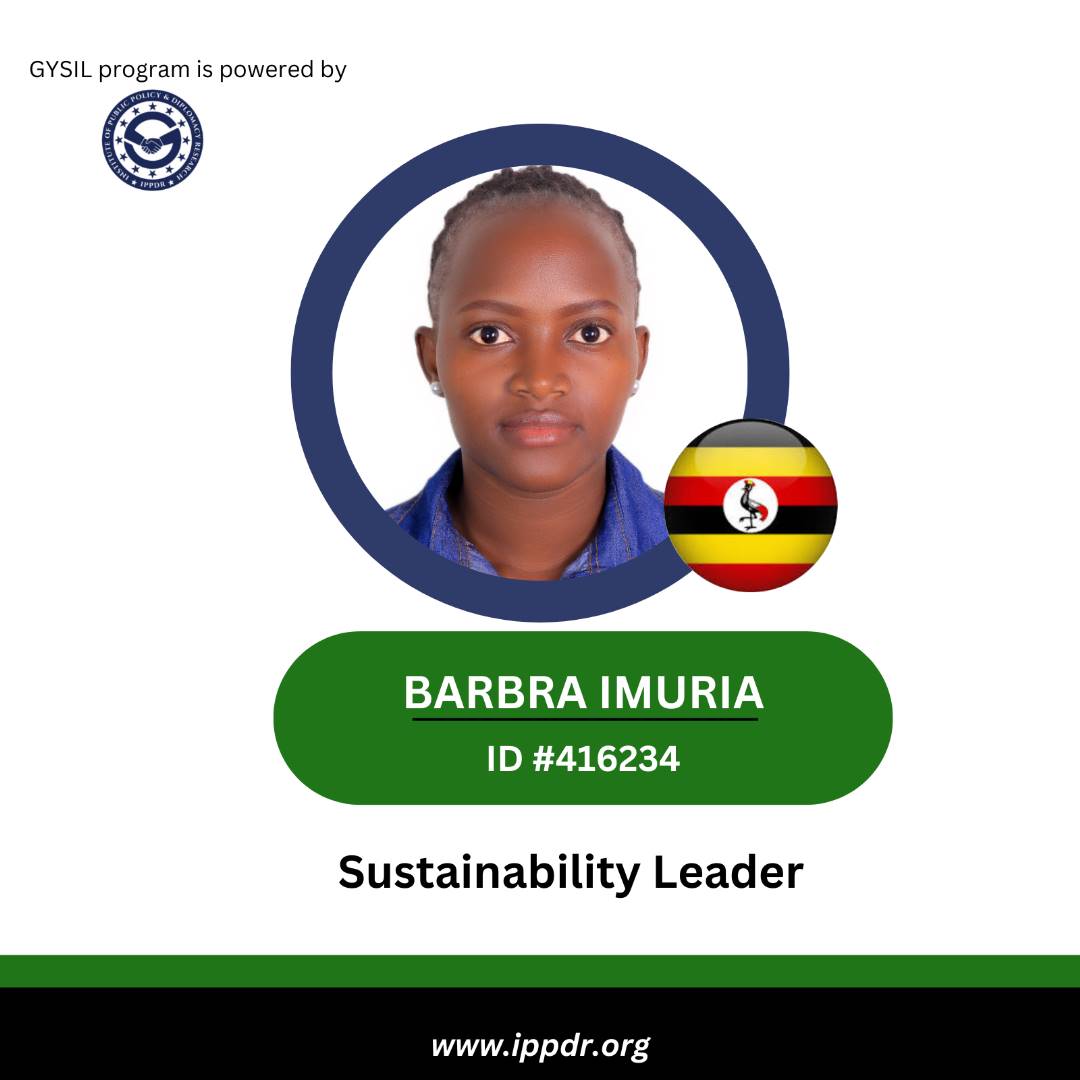 GYSIL program is powered by
INSTITUTE OF PUBLIC POLICY & DIPLOMACY RESEARCH
IPPDR
BARBRA IMURIA
ID #416234
Sustainability Leader
www.ippdr.org